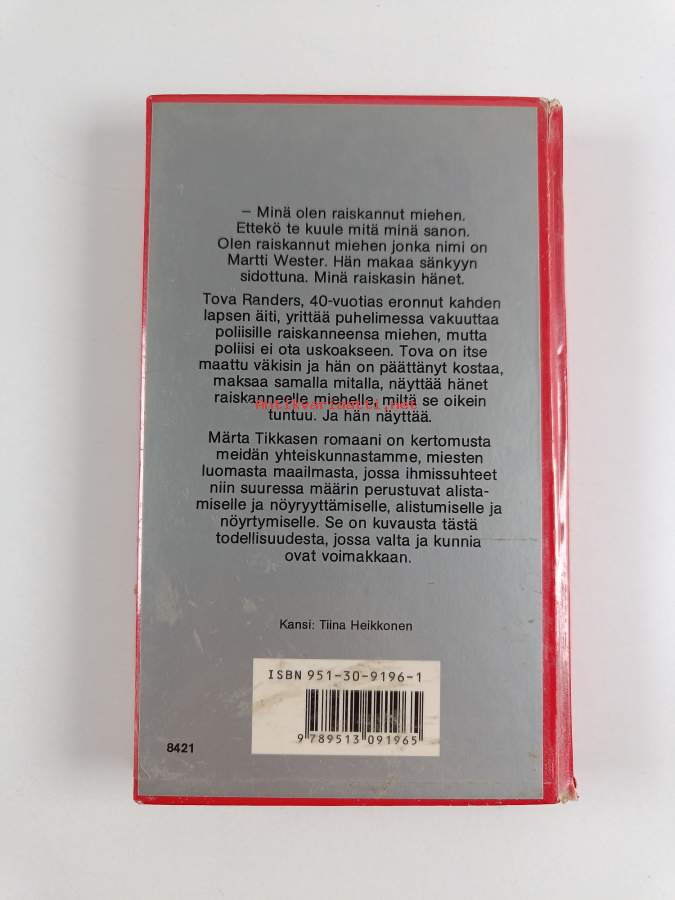 – Minä olen raiskannut miehen.
Ettekö te kuule mitä minä sanon.
Olen raiskannut miehen jonka nimi on
Martti Wester. Hän makaa sänkyyn
sidottuna. Minä raiskasin hänet.
Tova Randers, 40-vuotias eronnut kahden
lapsen äiti, yrittää puhelimessa vakuuttaa
poliisille raiskanneensa miehen, mutta
poliisi ei ota uskoakseen. Tova on itse
maattu väkisin ja hän on päättänyt kostaa,
maksaa samalla mitalla, näyttää hänet
raiskanneelle miehelle, miltä se oikein
Antikvariaatti.net
tuntuu. Ja hän näyttää.
Märta Tikkasen romaani on kertomusta
meidän yhteiskunnastamme, miesten
luomasta maailmasta, jossa ihmissuhteet
niin suuressa määrin perustuvat alista-
miselle ja nöyryyttämiselle, alistumiselle ja
nöyrtymiselle. Se on kuvausta tästä
todellisuudesta, jossa valta ja kunnia
ovat voimakkaan.
Kansi: Tiina Heikkonen
ISBN 951-30-9196-1
9 789513 091965
8421